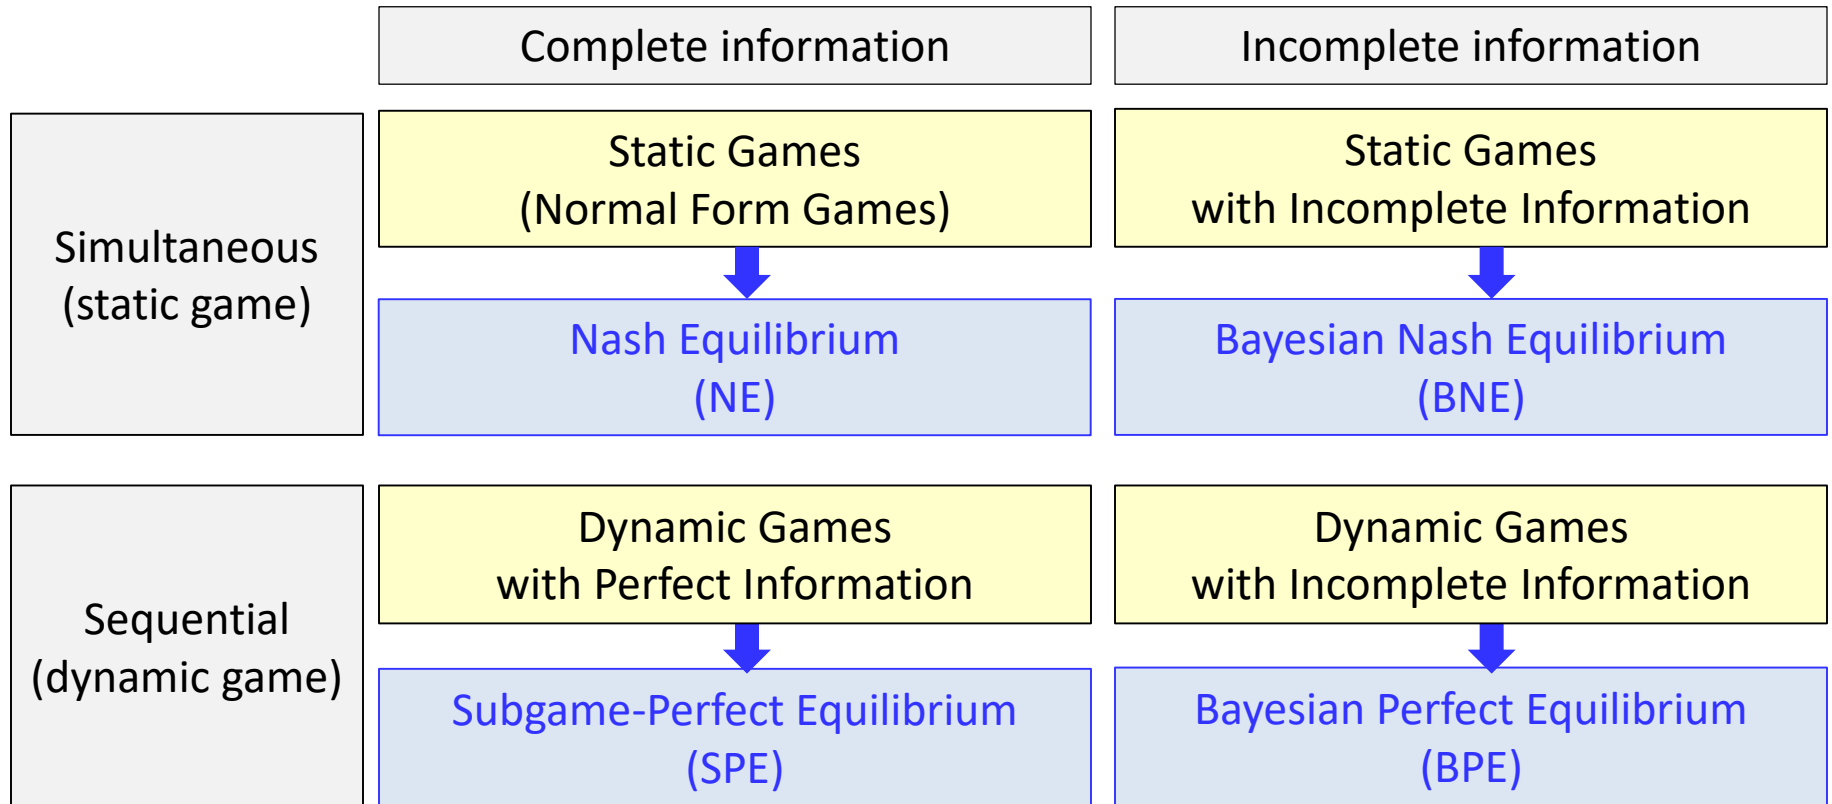 Complete information
Incomplete information
Simultaneous
(static game)
Static Games
(Normal Form Games)
Static Games
with Incomplete Information
Nash Equilibrium
(NE)
Bayesian Nash Equilibrium
(BNE)
Sequential
(dynamic game)
Dynamic Games
with Perfect Information
Dynamic Games
with Incomplete Information
Subgame-Perfect Equilibrium
(SPE)
Bayesian Perfect Equilibrium
(BPE)